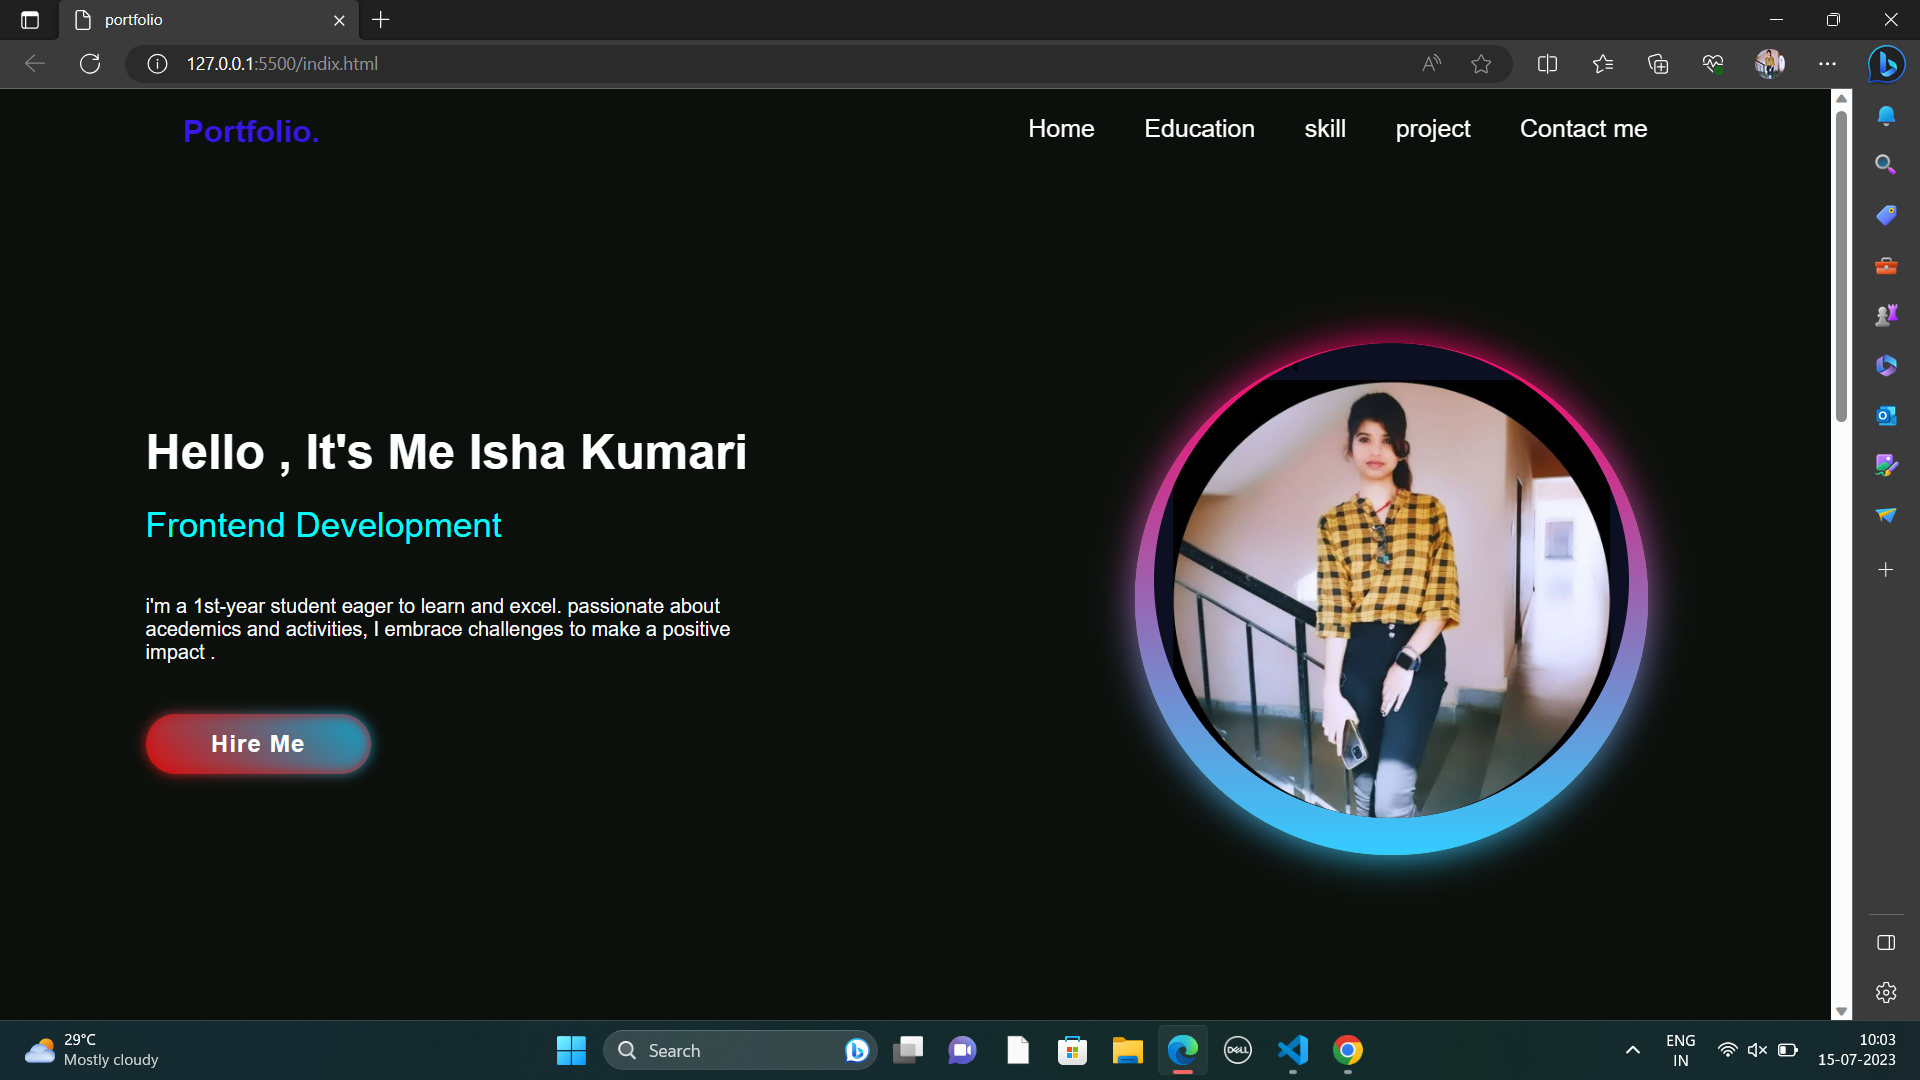 portfolio
127.0.0.1:5500/indix.html
Portfolio.
Home Education skill project Contact me
Hello , It's Me Isha Kumari
Frontend Development
i'm a 1st-year student eager to learn and excel. passionate about
acedemics and activities, I embrace challenges to make a positive
impact .
Hire Me
29°C
Mostly cloudy
Search
DELL
ENG
IN
10:03
15-07-2023